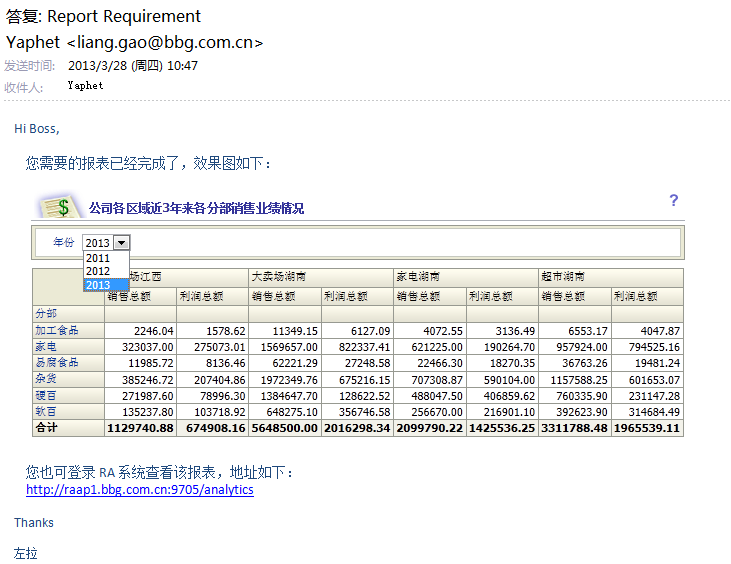 答复: Report Requirement
Yaphet <liang.gao@bbg.com.cn>
发送时间: 2013/3/28 (周四) 10:47
收件人: Yaphet
Hi Boss,
您需要的报表已经完成了，效果图如下：
公司各区域近3年来各分部销售业绩情况
?
年份 2013
2011
2012
2013
场江西 大卖场湖南 家电湖南 超市湖南
销售总额 利润总额 销售总额 利润总额 销售总额 利润总额 销售总额 利润总额
分部
加工食品 2246.04 1578.62 11349.15 6127.09 4072.55 3136.49 6553.17 4047.87
家电 323037.00 275073.01 1569657.00 822337.41 621225.00 190264.70 957924.00 794525.16
易腐食品 11985.72 8136.46 62221.29 27248.58 22466.30 18270.35 36763.26 19481.24
杂货 385246.72 207404.86 1972349.76 675216.15 707308.87 590104.00 1157588.25 601653.07
硬百 271987.60 78996.30 1384647.70 128622.52 488047.50 406859.62 760335.90 231147.28
软百 135237.80 103718.92 648275.10 356746.58 256670.00 216901.10 392623.90 314684.49
合计 1129740.88 674908.16 5648500.00 2016298.34 2099790.22 1425536.25 3311788.48 1965539.11
您也可登录 RA 系统查看该报表，地址如下：
http://raap1.bbg.com.cn:9705/analytics
Thanks
左拉